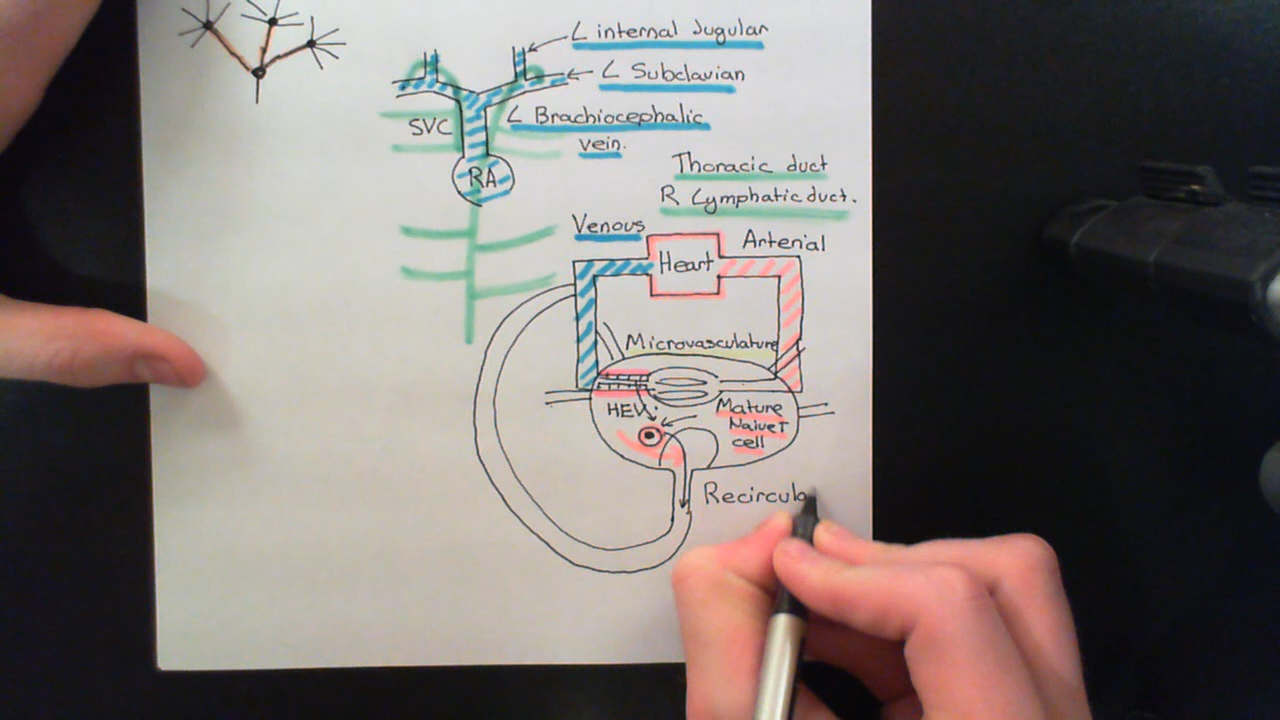 L internal Jugular
L Subclavian
L Brachiocephalic
vein.
SVC
RA
Thoracic duct
R Lymphatic duct.
Venous
Arterial
Heart
Microvasculature
HEV
Mature
Naive T
cell
Recircula